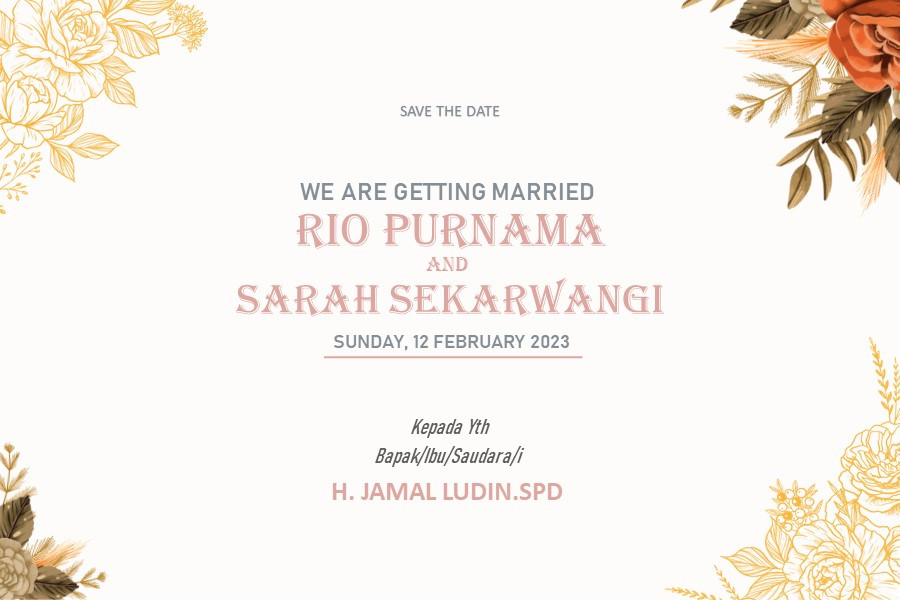 SAVE THE DATE
WE ARE GETTING MARRIED
RIO PURNAMA
AND
SARAH SEKARWANGI
SUNDAY, 12 FEBRUARY 2023
Kepada Yth
Bapak/Ibu/Saudara/i
H. JAMAL LUDIN.SPD